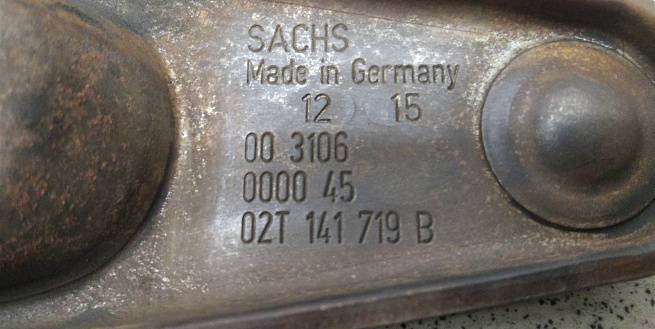 SACHS
Made in Germany
12 15
00 3106
0000 45
02T 141 719 B